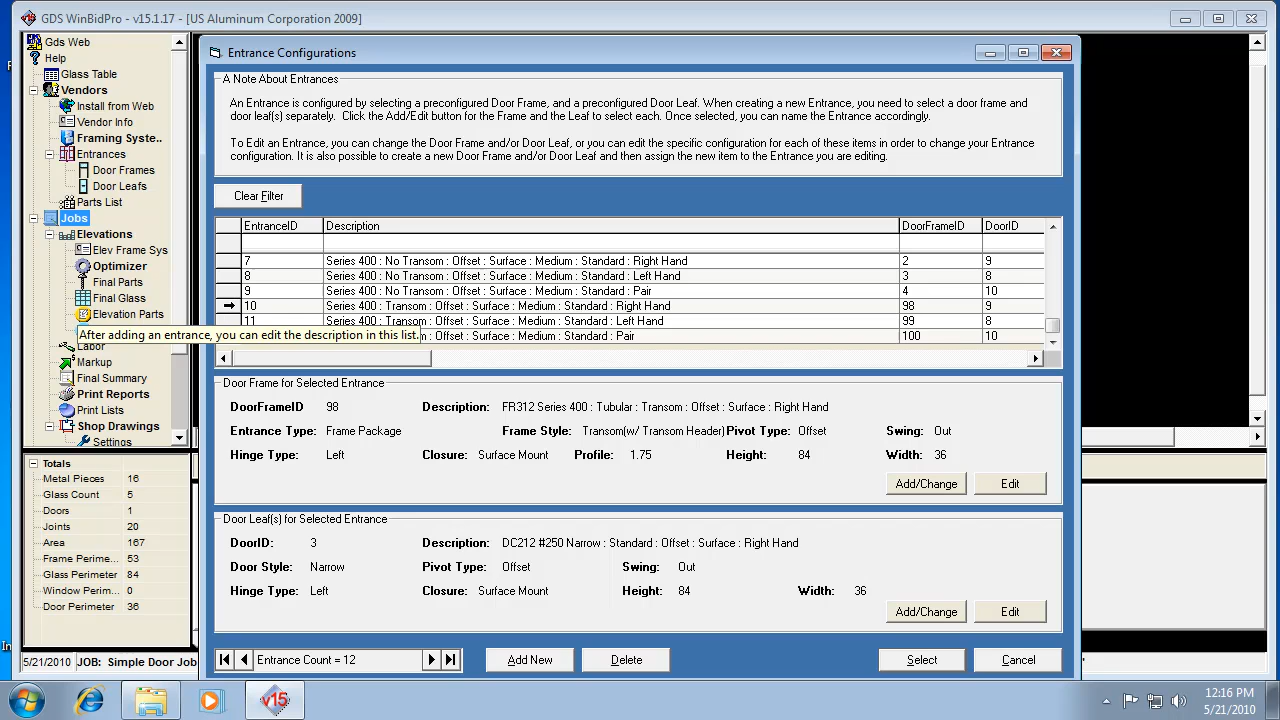 GDS WinBidPro - v15.1.17 - [US Aluminum Corporation 2009]
Gds Web
Help
Glass Table
Vendors
Install from Web
Vendor Info
Framing Syste..
Entrances
Door Frames
Door Leafs
Parts List
Jobs
Elevations
Elev Frame Sys
Optimizer
Final Parts
Final Glass
Elevation Parts
Labor
Markup
Final Summary
Print Reports
Print Lists
Shop Drawings
Settings
Totals
Metal Pieces 16
Glass Count 5
Doors 1
Joints 20
Area 167
Frame Perime... 53
Glass Perimeter 84
Window Perim... 0
Door Perimeter 36
5/21/2010 JOB: Simple Door Job
Entrance Configurations
A Note About Entrances
An Entrance is configured by selecting a preconfigured Door Frame, and a preconfigured Door Leaf. When creating a new Entrance, you need to select a door frame and
door leaf(s) separately. Click the Add/Edit button for the Frame and the Leaf to select each. Once selected, you can name the Entrance accordingly.
To Edit an Entrance, you can change the Door Frame and/or Door Leaf, or you can edit the specific configuration for each of these items in order to change your Entrance
configuration. It is also possible to create a new Door Frame and/or Door Leaf and then assign the new item to the Entrance you are editing.
Clear Filter
EntranceID Description DoorFrameID DoorID
7 Series 400 : No Transom : Offset : Surface : Medium : Standard : Right Hand 2 9
8 Series 400 : No Transom : Offset : Surface : Medium : Standard : Left Hand 3 8
9 Series 400 : No Transom : Offset : Surface : Medium : Standard : Pair 4 10
10 Series 400 : Transom : Offset : Surface : Medium : Standard : Right Hand 98 9
11 Series 400 : Transom : Offset : Surface : Medium : Standard : Left Hand 99 8
After adding an entrance, you can edit the description in this list. m : Offset : Surface : Medium : Standard : Pair 100 10
Door Frame for Selected Entrance
DoorFrameID 98 Description: FR312 Series 400 : Tubular : Transom : Offset : Surface : Right Hand
Entrance Type: Frame Package Frame Style: Transom(w/ Transom Header) Pivot Type: Offset Swing: Out
Hinge Type: Left Closure: Surface Mount Profile: 1.75 Height: 84 Width: 36
Add/Change Edit
Door Leaf(s) for Selected Entrance
DoorID: 3 Description: DC212 #250 Narrow : Standard : Offset : Surface : Right Hand
Door Style: Narrow Pivot Type: Offset Swing: Out
Hinge Type: Left Closure: Surface Mount Height: 84 Width: 36
Add/Change Edit
Entrance Count = 12 Add New Delete Select Cancel
v15
12:16 PM
5/21/2010